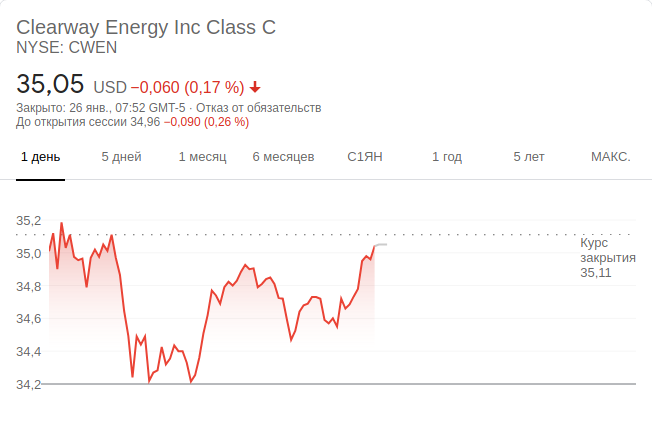 Clearway Energy Inc Class C
NYSE: CWEN
35,05 USD −0,060 (0,17 %)
Закрыто: 26 янв., 07:52 GMT-5 · Отказ от обязательств
До открытия сессии 34,96 −0,090 (0,26 %)
1 день 5 дней 1 месяц 6 месяцев С1ЯН 1 год 5 лет МАКС.
35,2
35,0
34,8
34,6
34,4
34,2
Курс
закрытия
35,11